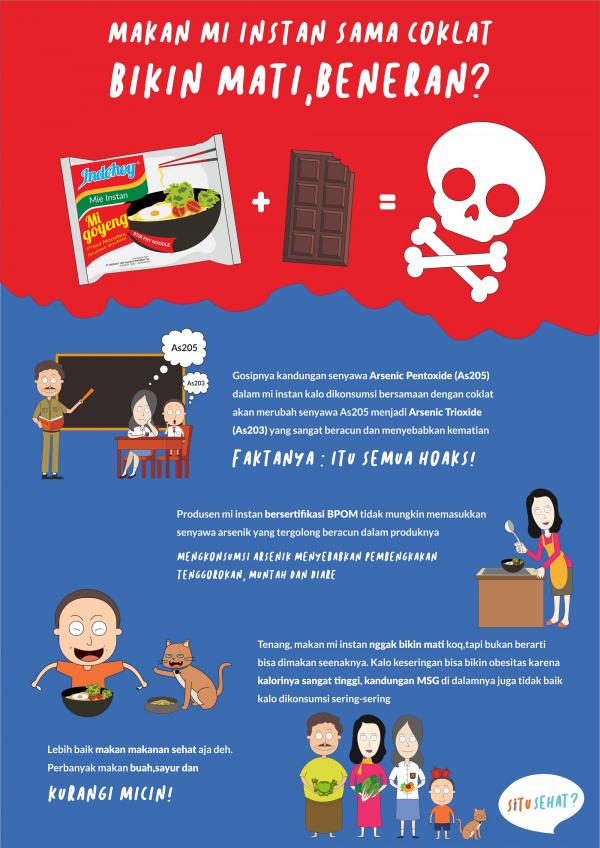 MAKAN MI INSTAN SAMA COKLAT
BIKIN MATI, BENERAN?
Indehoy
Mie Instan
Mi
goyeng
Fried Noodles
STIR FRY NOODLE
+
=
As205
As203
Gosipnya kandungan senyawa Arsenic Pentoxide (As205)
dalam mi instan kalo dikonsumsi bersamaan dengan coklat
akan merubah senyawa As205 menjadi Arsenic Trioxide
(As203) yang sangat beracun dan menyebabkan kematian
FAKTANYA : ITU SEMUA HOAKS!
Produsen mi instan bersertifikasi BPOM tidak mungkin memasukkan
senyawa arsenik yang tergolong beracun dalam produknya
MENGKONSUMSI ARSENIK MENYEBABKAN PEMBENGKAKAN
TENGGOROKAN, MUNTAH DAN DIARE
Tenang, makan mi instan nggak bikin mati koq,tapi bukan berarti
bisa dimakan seenaknya. Kalo keseringan bisa bikin obesitas karena
kalorinya sangat tinggi, kandungan MSG di dalamnya juga tidak baik
kalo dikonsumsi sering-sering
Lebih baik makan makanan sehat aja deh.
Perbanyak makan buah,sayur dan
KURANGI MICIN!
SITU SEHAT?